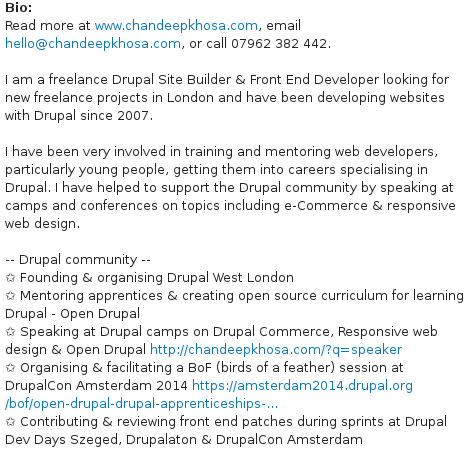 Bio:
Read more at www.chandeepkhosa.com, email
hello@chandeepkhosa.com, or call 07962 382 442.
I am a freelance Drupal Site Builder & Front End Developer looking for
new freelance projects in London and have been developing websites
with Drupal since 2007.
I have been very involved in training and mentoring web developers,
particularly young people, getting them into careers specialising in
Drupal. I have helped to support the Drupal community by speaking at
camps and conferences on topics including e-Commerce & responsive
web design.
-- Drupal community --
✩ Founding & organising Drupal West London
✩ Mentoring apprentices & creating open source curriculum for learning
Drupal - Open Drupal
✩ Speaking at Drupal camps on Drupal Commerce, Responsive web
design & Open Drupal http://chandeepkhosa.com/?q=speaker
✩ Organising & facilitating a BoF (birds of a feather) session at
DrupalCon Amsterdam 2014 https://amsterdam2014.drupal.org
/bof/open-drupal-drupal-apprenticeships-...
✩ Contributing & reviewing front end patches during sprints at Drupal
Dev Days Szeged, Drupalaton & DrupalCon Amsterdam